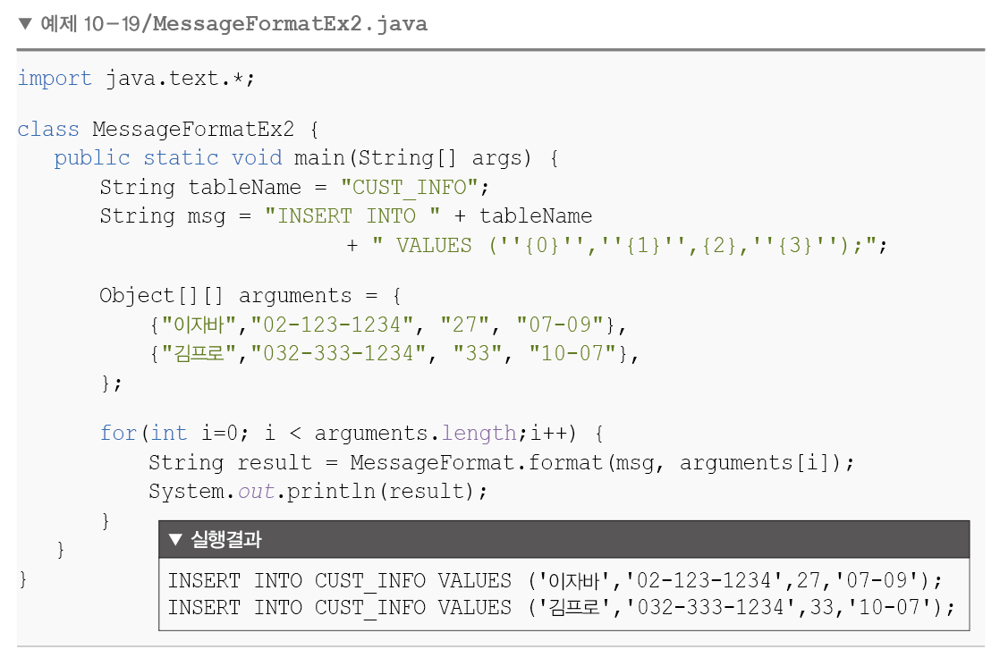 ▼ 예제 10-19/MessageFormatEx2.java
import java.text.*;
class MessageFormatEx2 {
public static void main(String[] args) {
String tableName = "CUST_INFO";
String msg = "INSERT INTO " + tableName
+ " VALUES (''{0}'',''{1}'',{2},''{3}'');";
Object[][] arguments = {
{"이자바","02-123-1234", "27", "07-09"},
{"김프로","032-333-1234", "33", "10-07"},
};
for(int i=0; i < arguments.length;i++) {
String result = MessageFormat.format(msg, arguments[i]);
System.out.println(result);
}
}
}
▼ 실행결과
INSERT INTO CUST_INFO VALUES ('이자바','02-123-1234',27,'07-09');
INSERT INTO CUST_INFO VALUES ('김프로','032-333-1234',33,'10-07');